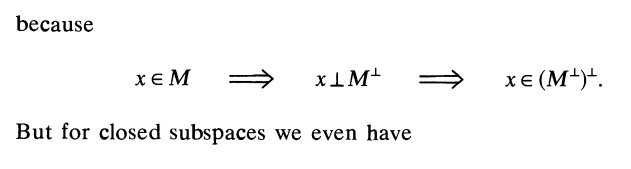 because
x ∈ M ⟹ x ⊥ M⊥ ⟹ x ∈ (M⊥)⊥.
But for closed subspaces we even have